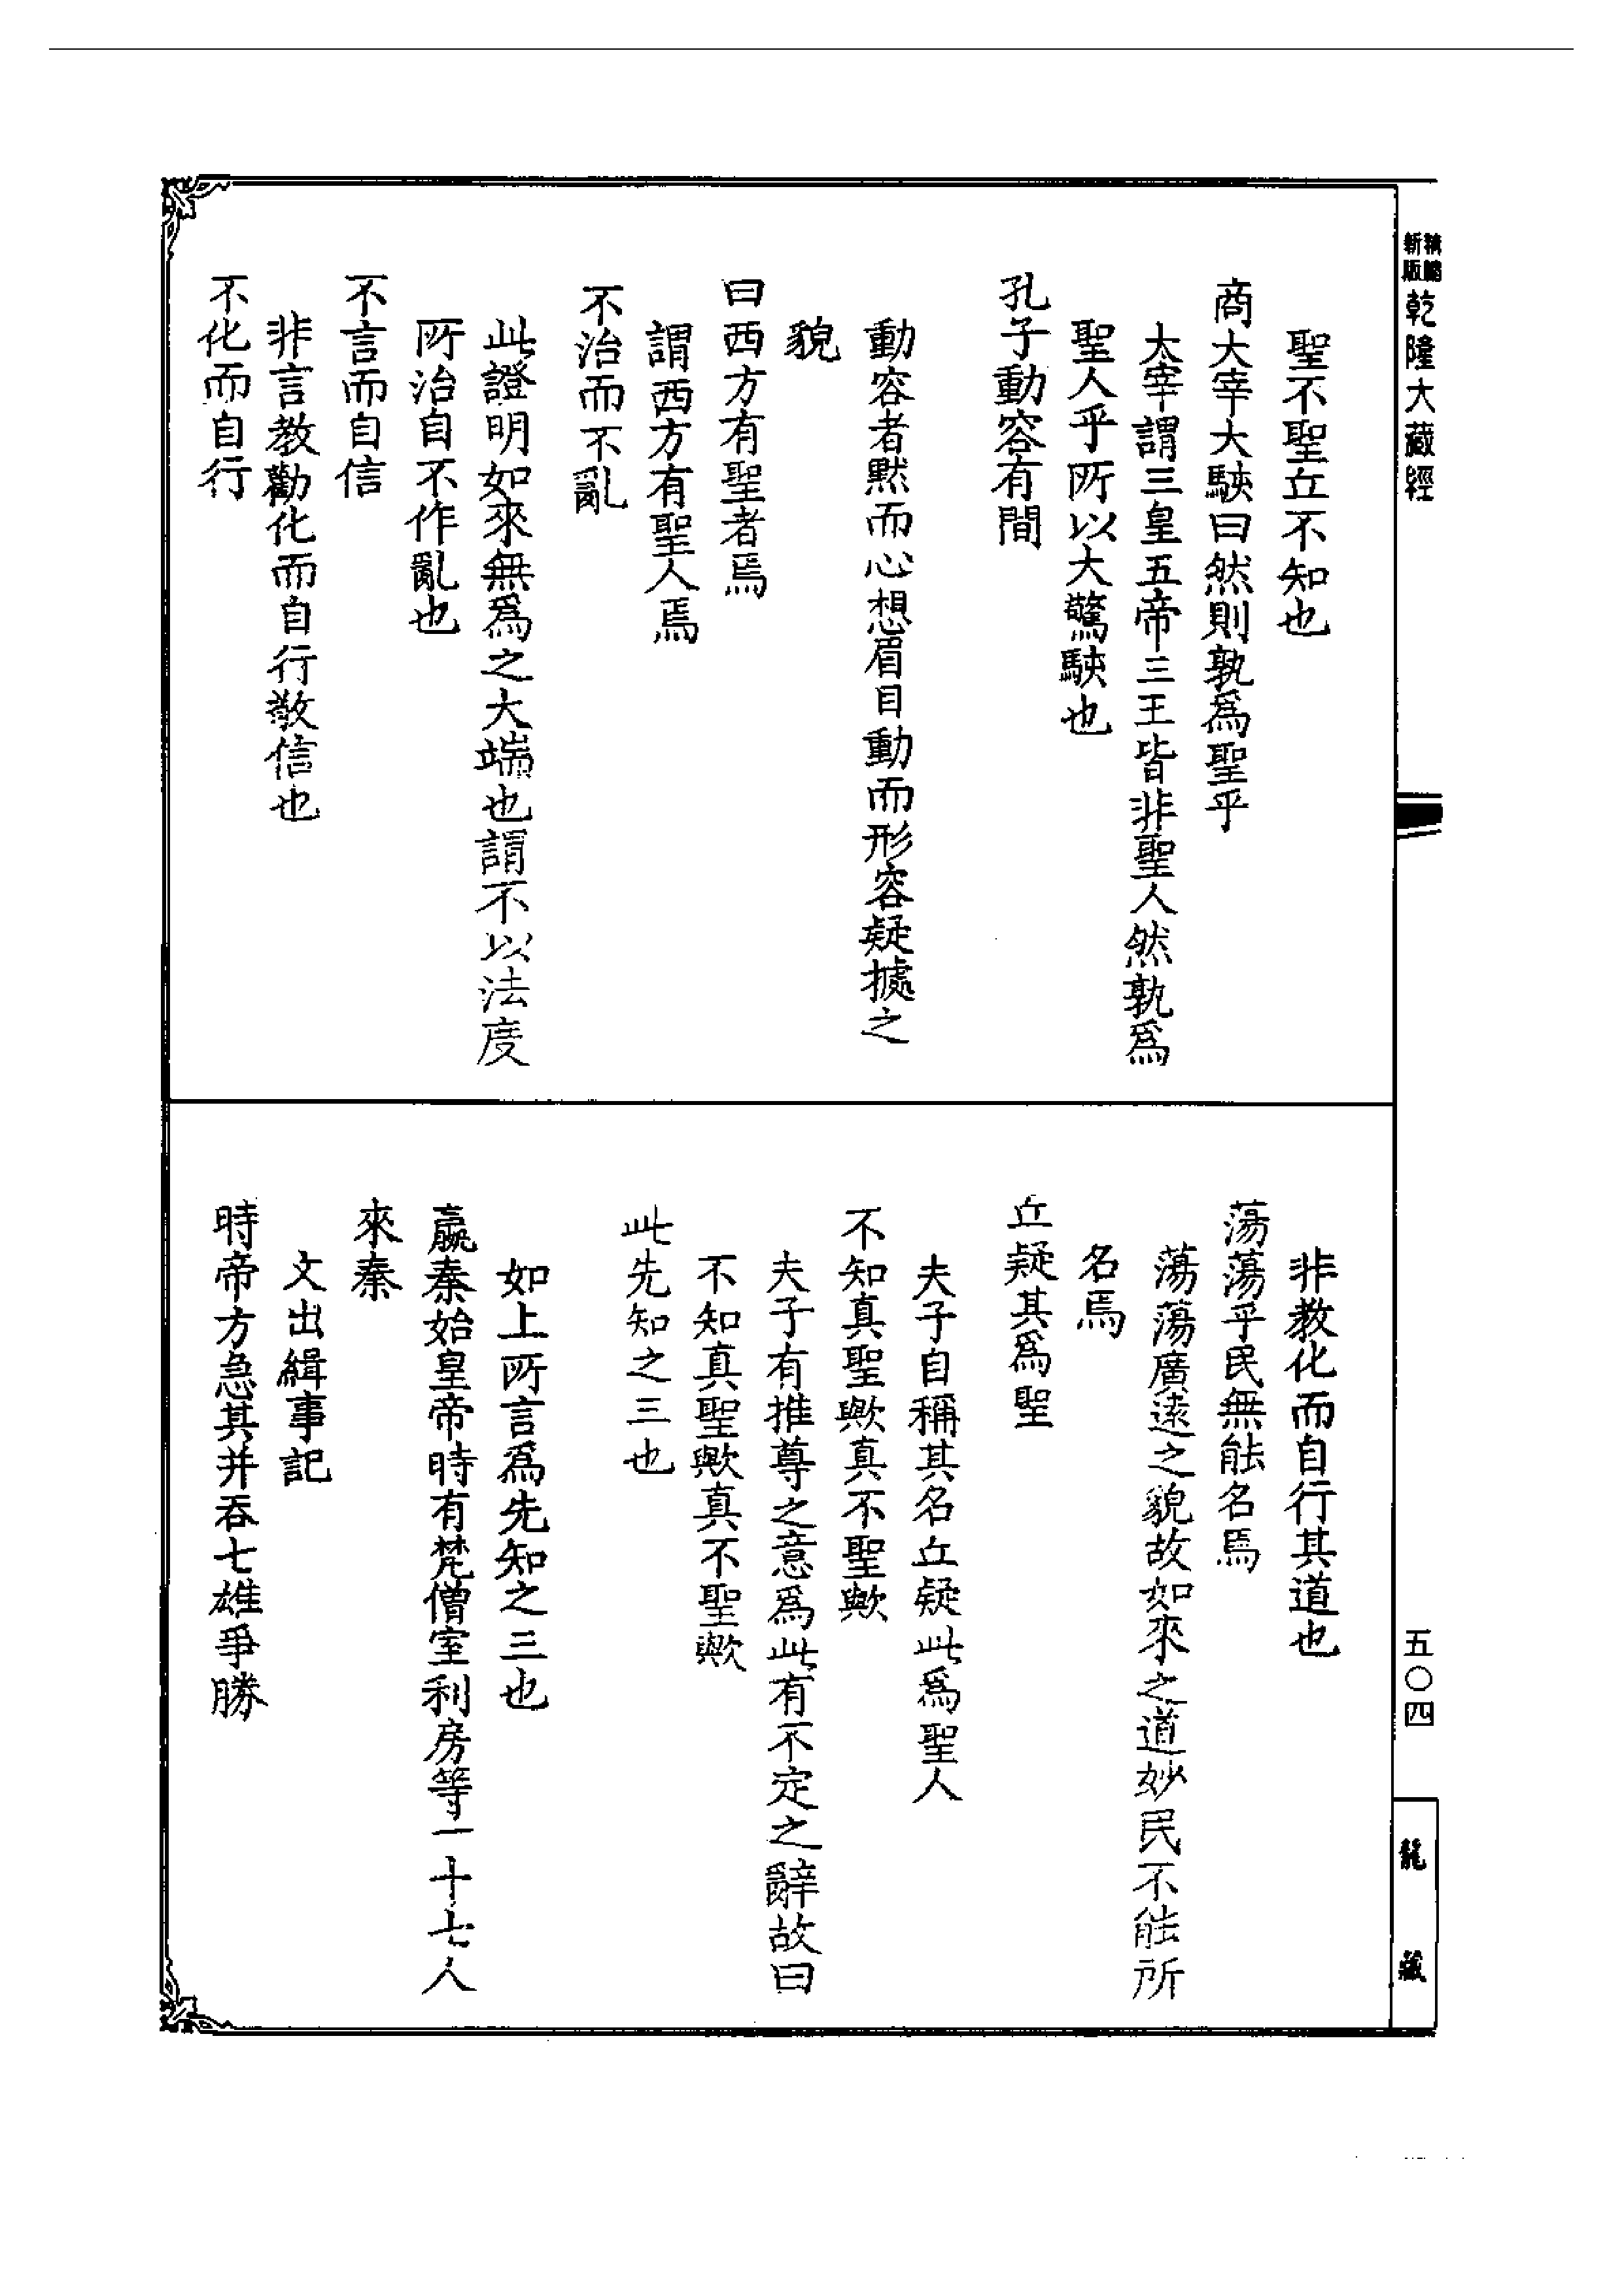 精縮
新版
乾隆大藏經
五〇四
龍藏
聖不聖丘不知也
商大宰大駚曰然則孰爲聖乎
大宰謂三皇五帝三王皆非聖人然孰爲
聖人乎所以大驚駚也
孔子動容有間
動容者默而心想眉目動而形容疑據之
貌
曰西方有聖者焉
謂西方有聖人焉
不治而不亂
此證明如來無爲之大端也謂不以法度
所治自不作亂也
不言而自信
非言教勸化而自行敬信也
不化而自行
非教化而自行其道也
蕩蕩乎民無能名焉
蕩蕩廣遠之貌故如來之道妙民不能所
名焉
丘疑其爲聖
夫子自稱其名丘疑此爲聖人
不知真聖歟真不聖歟
夫子有推尊之意爲此有不定之辭故曰
不知真聖歟真不聖歟
此先知之三也
如上所言爲先知之三也
嬴秦始皇帝時有梵僧室利房等一十七人
來秦
文出緝事記
時帝方急其并吞七雄爭勝